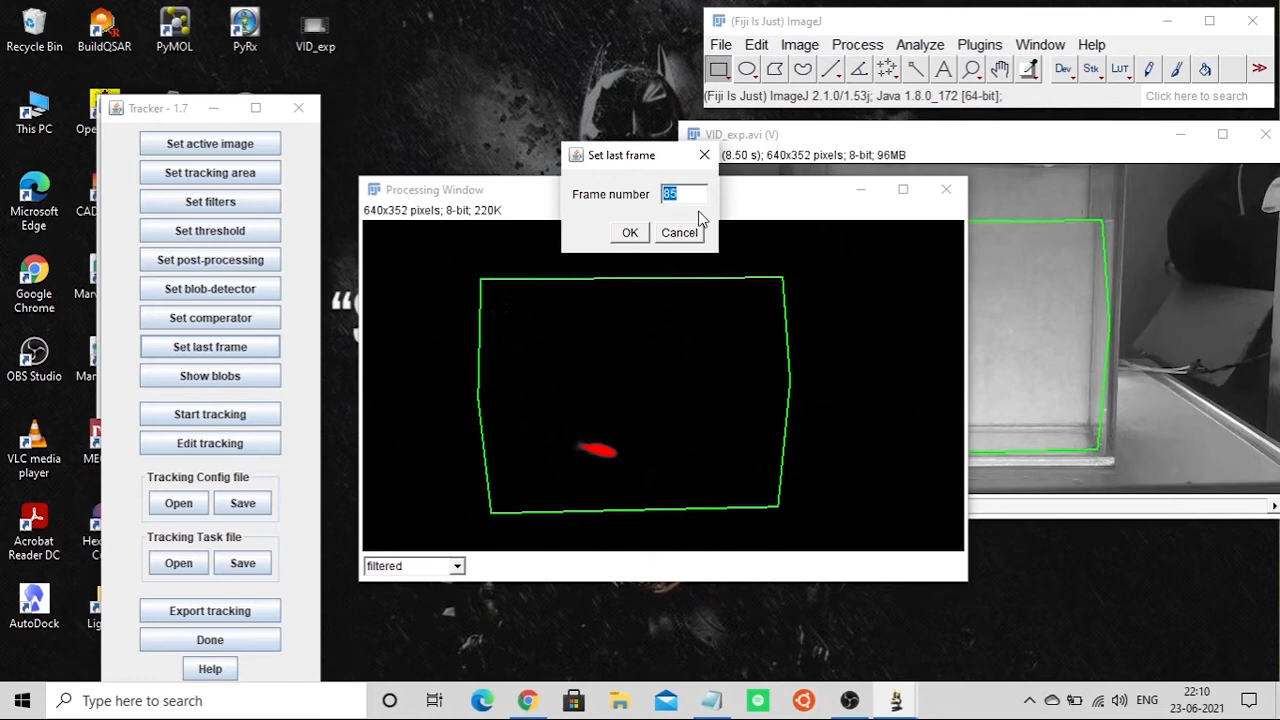 Recycle Bin
BuildQSAR
PyMOL
PyRx
VID_exp
This PC
Ope
Microsoft
Edge
CAD
Google
Chrome
Marv
OBS Studio
Mar
VLC media
player
ME
Acrobat
Reader DC
Hex
C
AutoDock
Lig
Tracker - 1.7
Set active image
Set tracking area
Set filters
Set threshold
Set post-processing
Set blob-detector
Set comperator
Set last frame
Show blobs
Start tracking
Edit tracking
Tracking Config file
Open
Save
Tracking Task file
Open
Save
Export tracking
Done
Help
Processing Window
640x352 pixels; 8-bit; 220K
filtered
Set last frame
Frame number 85
OK
Cancel
(Fiji Is Just) ImageJ
File Edit Image Process Analyze Plugins Window Help
Dev Stk LUT
(Fiji Is Just) ImageJ 2.1.0/1.53j; Java 1.8.0_172 [64-bit];
Click here to search
VID_exp.avi (V)
(8.50 s); 640x352 pixels; 8-bit; 96MB
Type here to search
ENG
22:10
23-06-2021